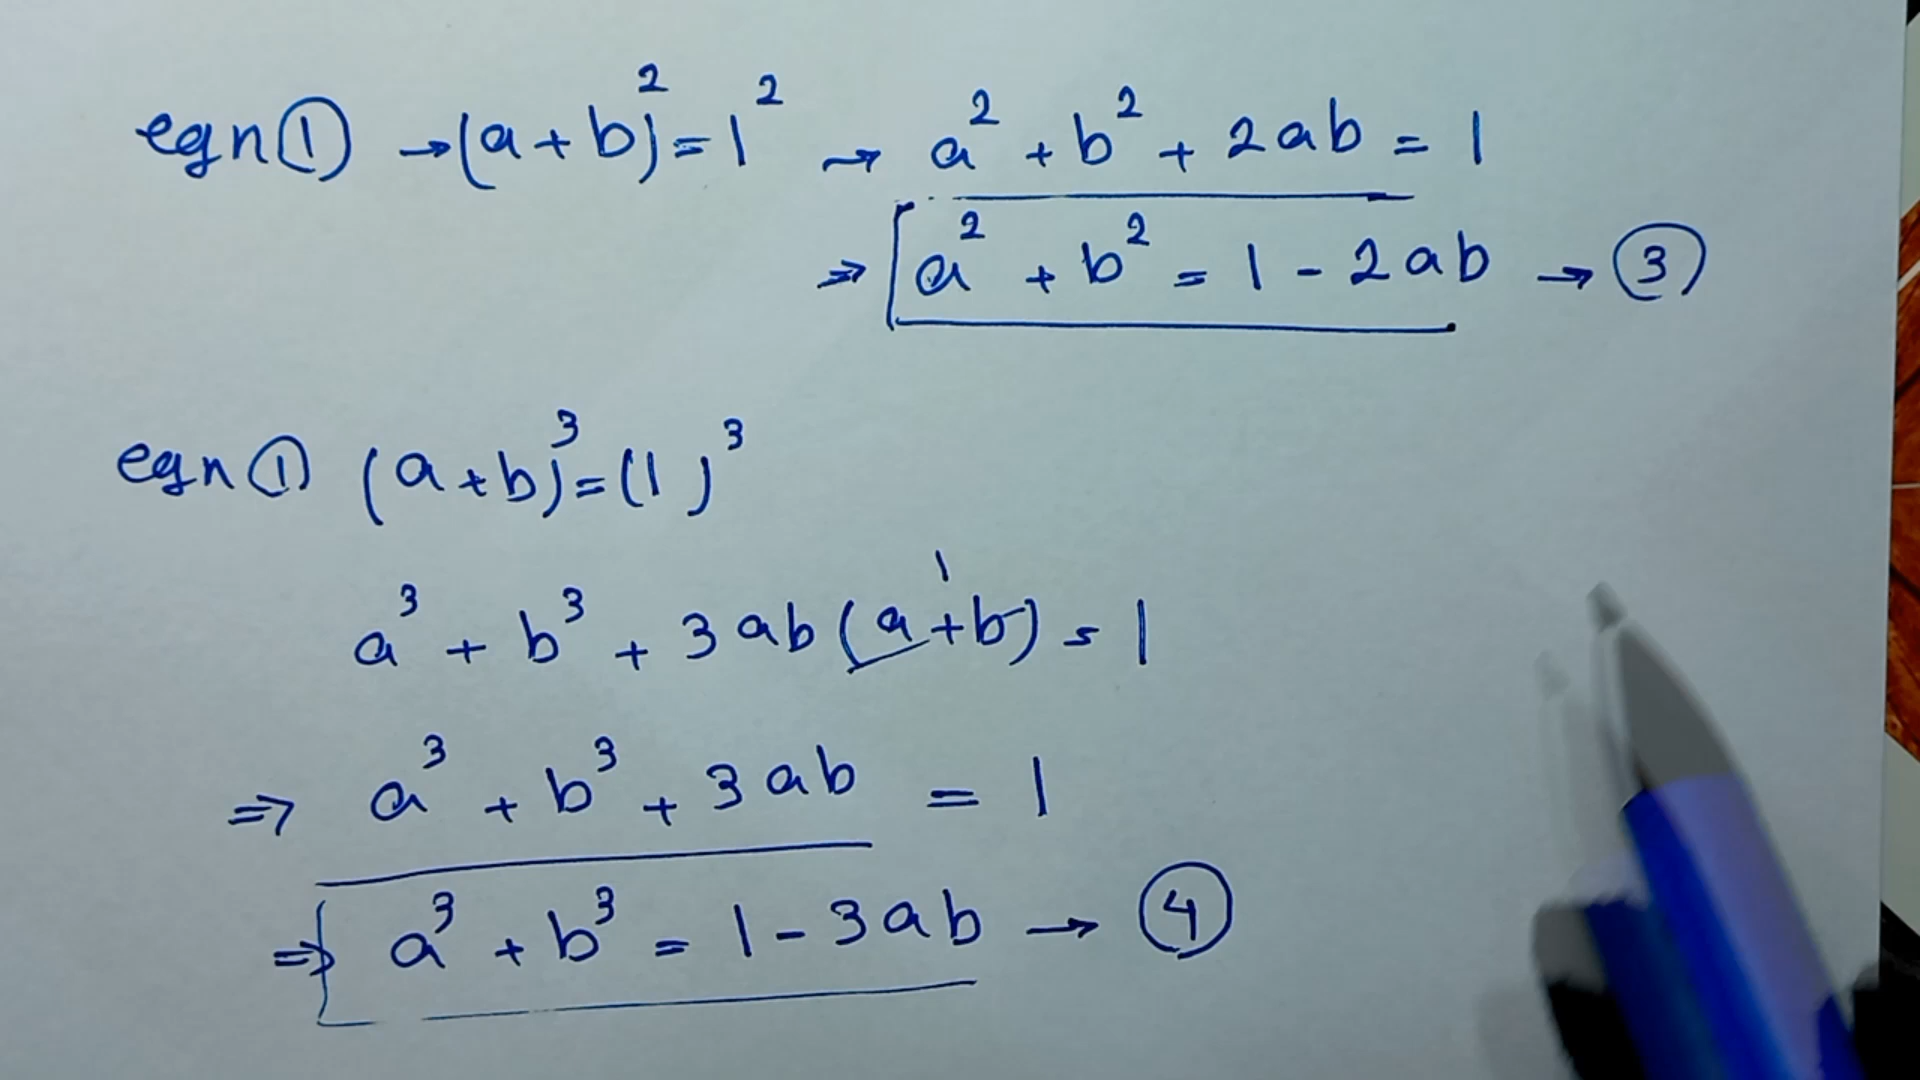 eqn ① → (a + b)² = 1² → a² + b² + 2ab = 1
⇒ a² + b² = 1 - 2ab → ③
eqn ① (a + b)³ = (1)³
1
a³ + b³ + 3ab(a + b) = 1
⇒ a³ + b³ + 3ab = 1
⇒ a³ + b³ = 1 - 3ab → ④